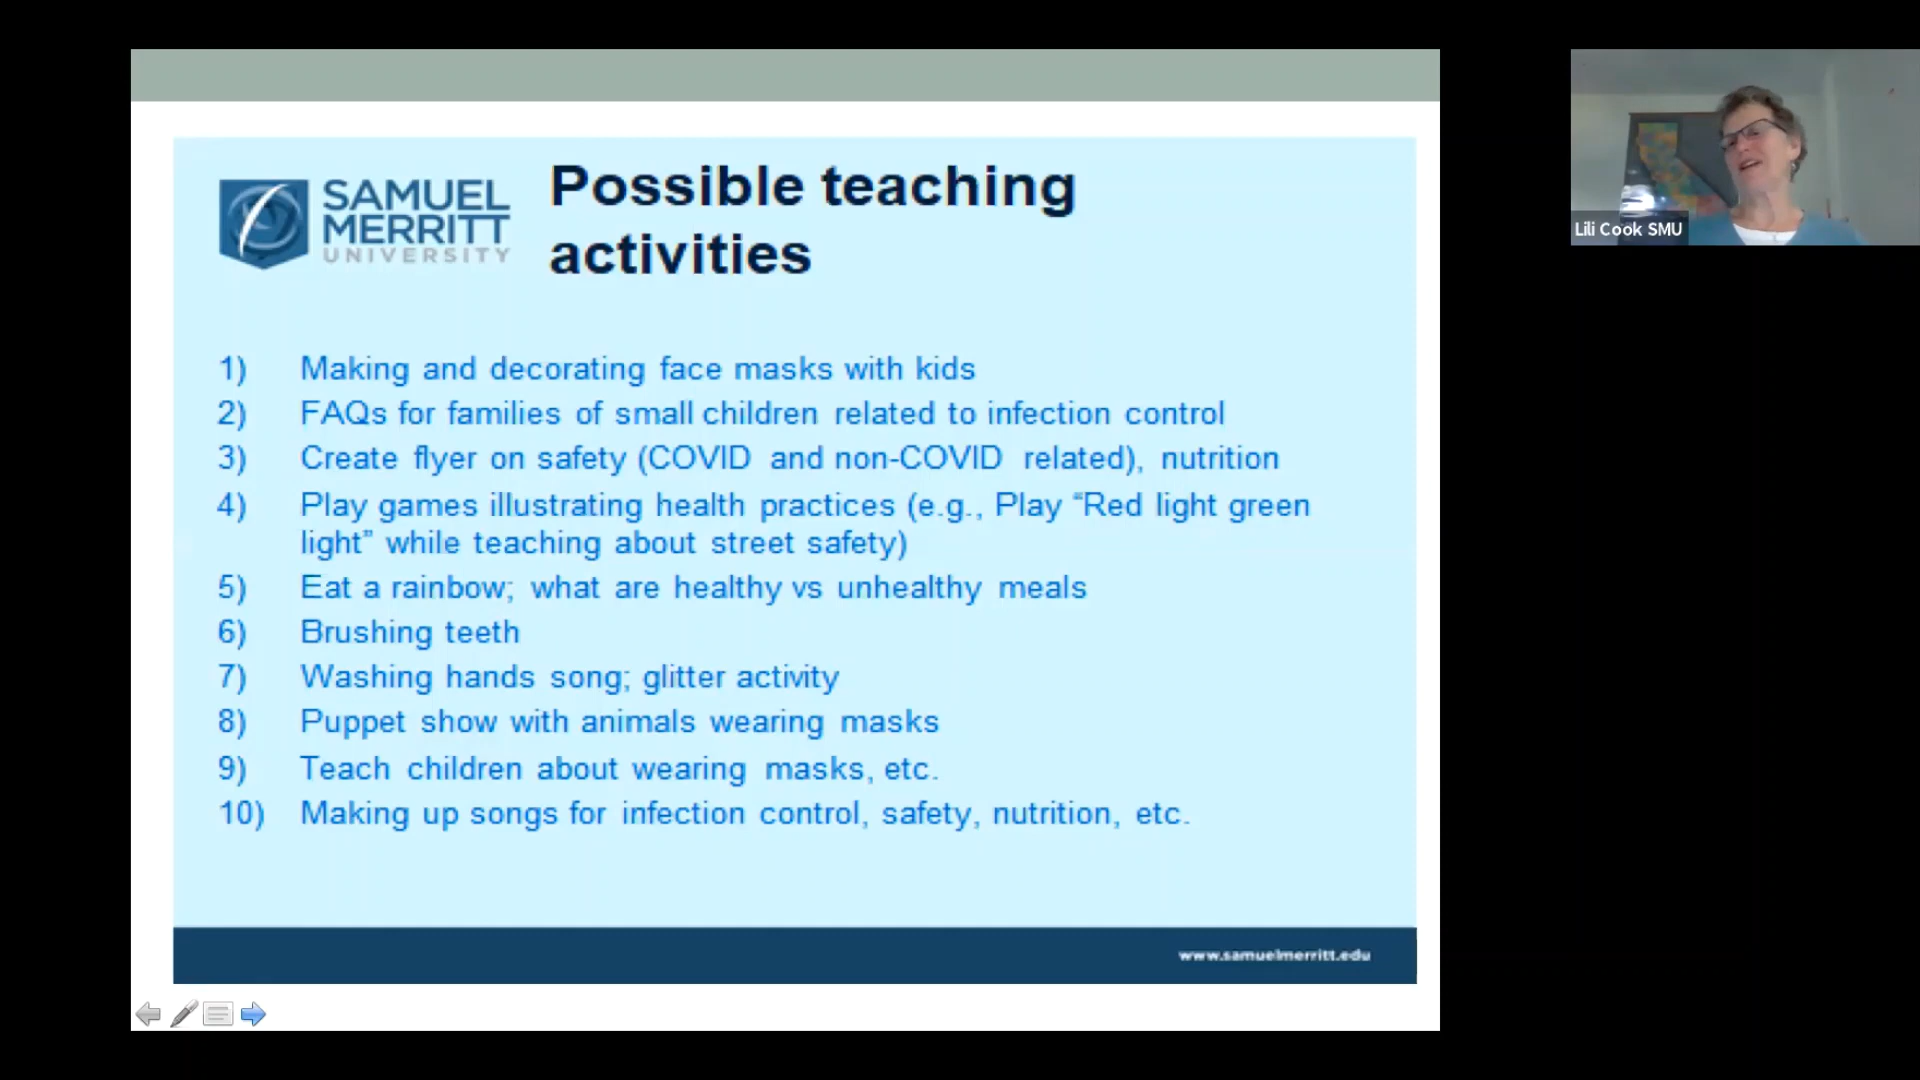 SAMUEL
MERRITT
UNIVERSITY
Possible teaching
activities
1) Making and decorating face masks with kids
2) FAQs for families of small children related to infection control
3) Create flyer on safety (COVID and non-COVID related), nutrition
4) Play games illustrating health practices (e.g., Play “Red light green
light” while teaching about street safety)
5) Eat a rainbow; what are healthy vs unhealthy meals
6) Brushing teeth
7) Washing hands song; glitter activity
8) Puppet show with animals wearing masks
9) Teach children about wearing masks, etc.
10) Making up songs for infection control, safety, nutrition, etc.
www.samuelmerritt.edu
Lili Cook SMU